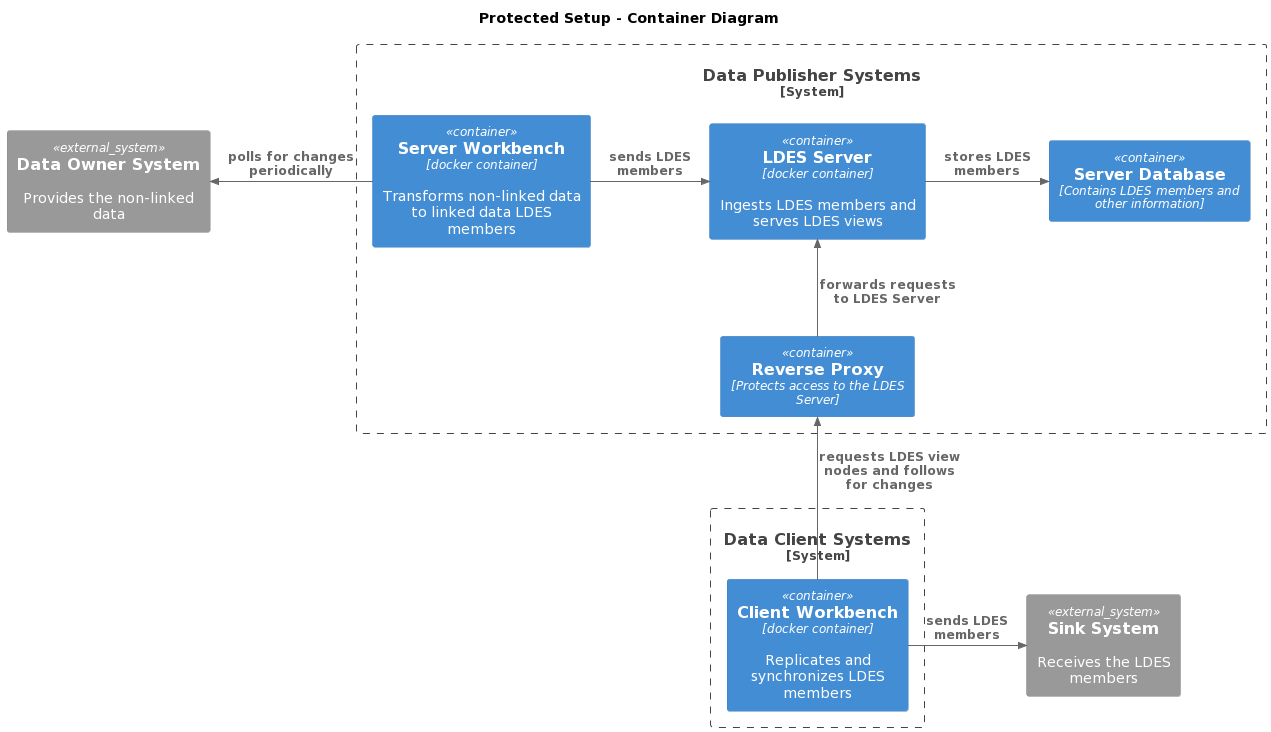 Protected Setup - Container Diagram
Data Publisher Systems
[System]
«external_system»
Data Owner System
Provides the non-linked
data
polls for changes
periodically
«container»
Server Workbench
[docker container]
Transforms non-linked data
to linked data LDES
members
sends LDES
members
«container»
LDES Server
[docker container]
Ingests LDES members and
serves LDES views
stores LDES
members
«container»
Server Database
[Contains LDES members and
other information]
forwards requests
to LDES Server
«container»
Reverse Proxy
[Protects access to the LDES
Server]
requests LDES view
nodes and follows
for changes
Data Client Systems
[System]
«container»
Client Workbench
[docker container]
Replicates and
synchronizes LDES
members
sends LDES
members
«external_system»
Sink System
Receives the LDES
members